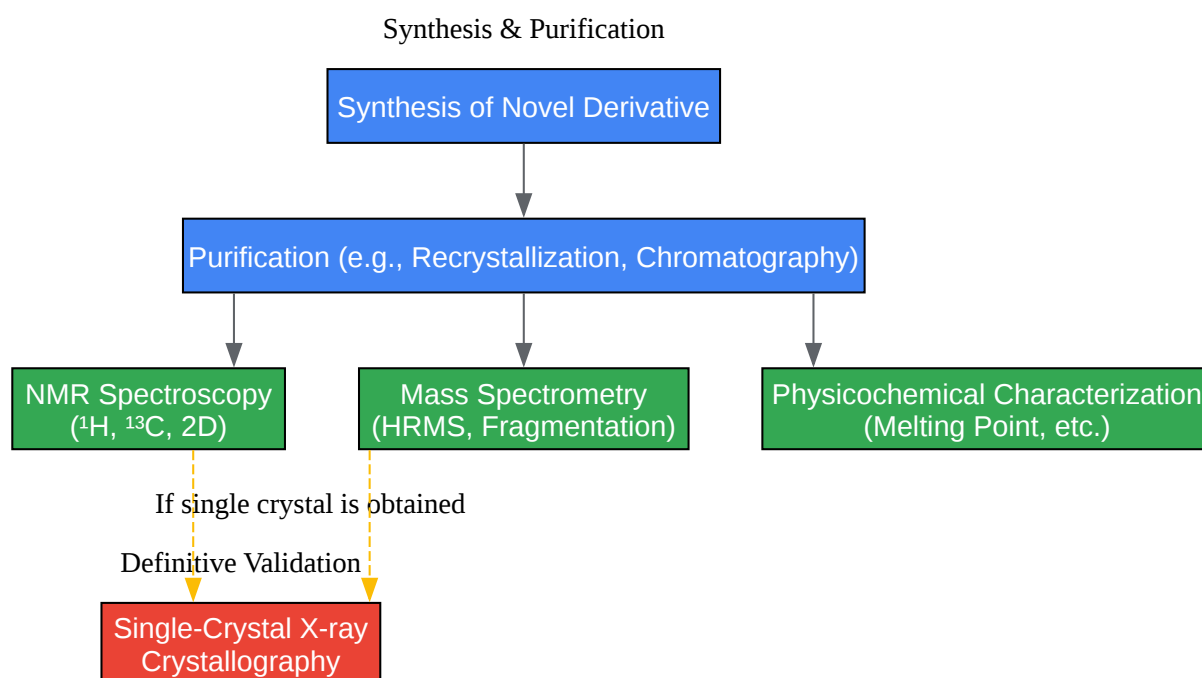 Synthesis & Purification
Synthesis of Novel Derivative
Purification (e.g., Recrystallization, Chromatography)
NMR Spectroscopy
(¹H, ¹³C, 2D)
Mass Spectrometry
(HRMS, Fragmentation)
Physicochemical Characterization
(Melting Point, etc.)
If single crystal is obtained
Definitive Validation
Single-Crystal X-ray
Crystallography